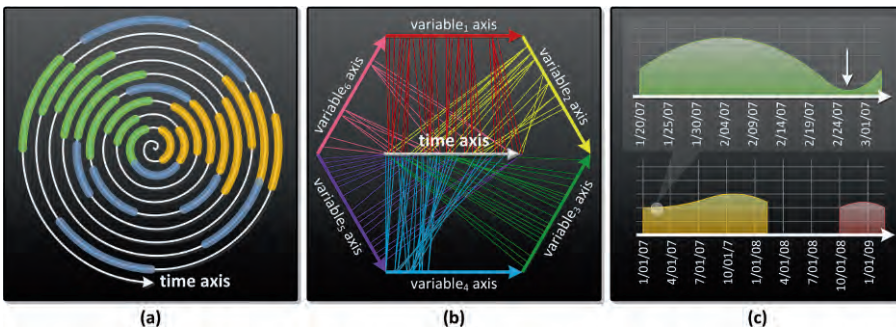 time axis
(a)
variable₁ axis
variable₂ axis
variable₃ axis
variable₄ axis
variable₅ axis
variable₆ axis
time axis
(b)
1/20/07
1/25/07
1/30/07
2/04/07
2/09/07
2/14/07
2/19/07
2/24/07
3/01/07
1/01/07
4/01/07
7/01/07
10/01/7
1/01/08
4/01/08
7/01/08
10/01/08
1/01/09
(c)